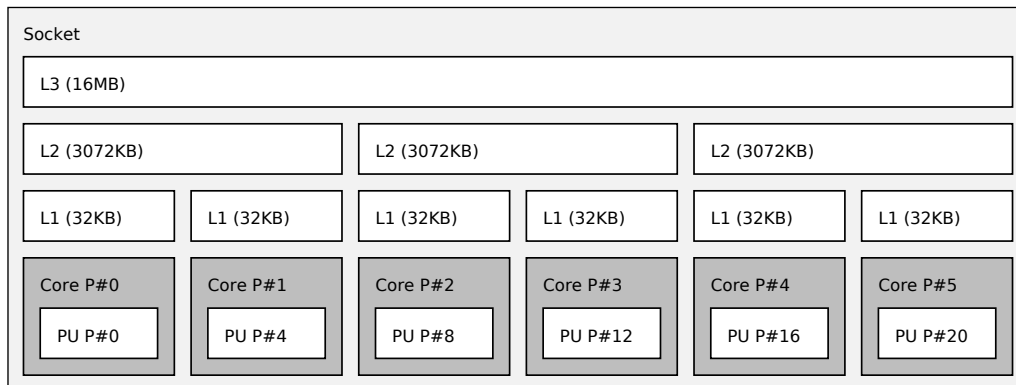 Socket
L3 (16MB)
L2 (3072KB) L2 (3072KB) L2 (3072KB)
L1 (32KB) L1 (32KB) L1 (32KB) L1 (32KB) L1 (32KB) L1 (32KB)
Core P#0 Core P#1 Core P#2 Core P#3 Core P#4 Core P#5
PU P#0 PU P#4 PU P#8 PU P#12 PU P#16 PU P#20